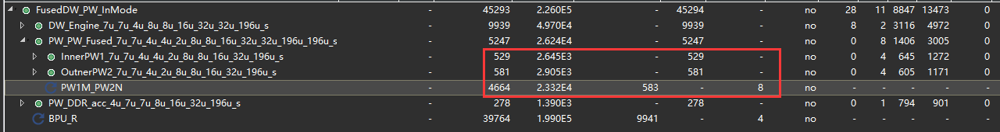 FusedDW_PW_InMode - 45293 2.260E5 - 45294 - no 28 11 8847 13473 0
DW_Engine_7u_7u_4u_8u_8u_16u_32u_32u_196u_s - 9939 4.970E4 - 9939 - no 8 2 3116 4972 0
PW_PW_Fused_7u_7u_4u_4u_2u_8u_8u_16u_32u_32u_196u_196u_s - 5247 2.624E4 - 5247 - no 0 8 1406 3005 0
InnerPW1_7u_7u_4u_4u_2u_8u_8u_16u_32u_32u_196u_s - 529 2.645E3 - 529 - no 0 4 645 1272 0
OutnerPW2_7u_7u_4u_4u_2u_8u_8u_16u_32u_196u_s - 581 2.905E3 - 581 - no 0 4 605 1171 0
PW1M_PW2N - 4664 2.332E4 583 - 8 no - - - - -
PW_DDR_acc_4u_7u_7u_8u_16u_32u_196u_s - 278 1.390E3 - 278 - no 0 1 794 901 0
BPU_R - 39764 1.990E5 9941 - 4 no - - - - -